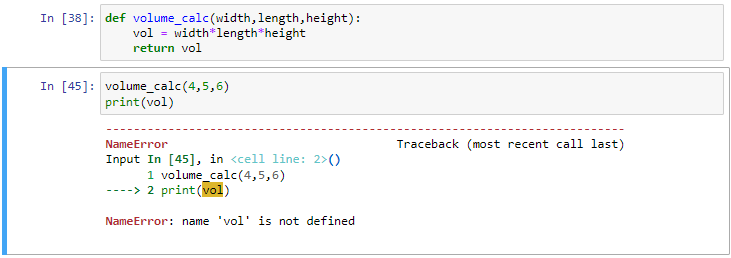 In [38]: def volume_calc(width,length,height):
    vol = width*length*height
    return vol
In [45]: volume_calc(4,5,6)
print(vol)
---------------------------------------------------------------------------
NameError                                 Traceback (most recent call last)
Input In [45], in <cell line: 2>()
      1 volume_calc(4,5,6)
----> 2 print(vol)
NameError: name 'vol' is not defined